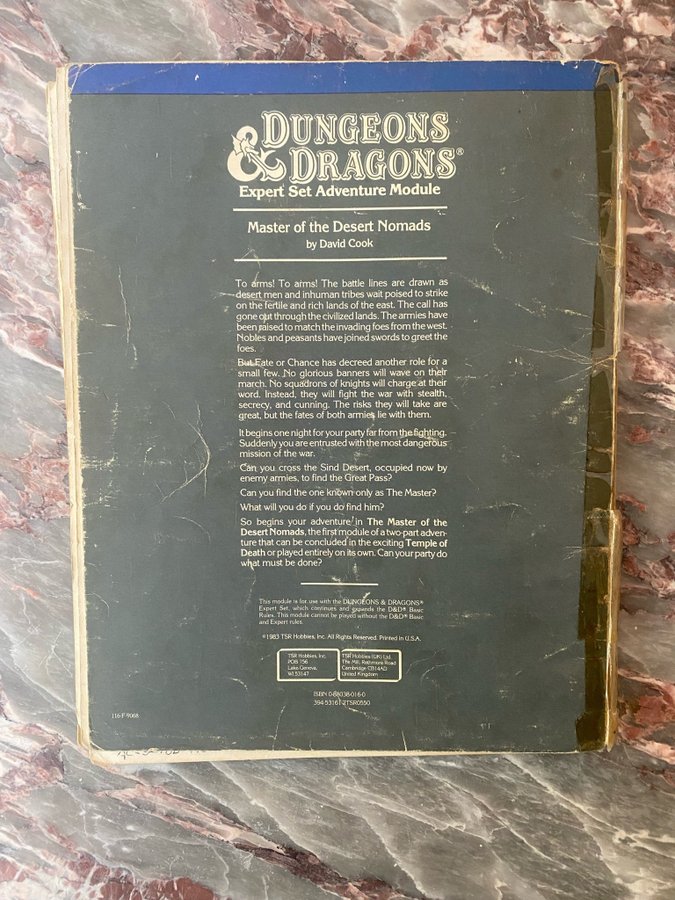 DUNGEONS
& DRAGONS®
Expert Set Adventure Module
Master of the Desert Nomads
by David Cook
To arms! To arms! The battle lines are drawn as
desert men and inhuman tribes wait poised to strike
on the fertile and rich lands of the east. The call has
gone out through the civilized lands. The armies have
been raised to match the invading foes from the west.
Nobles and peasants have joined swords to greet the
foes.
But Fate or Chance has decreed another role for a
small few. No glorious banners will wave on their
march. No squadrons of knights will charge at their
word. Instead, they will fight the war with stealth,
secrecy, and cunning. The risks they will take are
great, but the fates of both armies lie with them.
It begins one night for your party far from the fighting.
Suddenly you are entrusted with the most dangerous
mission of the war.
Can you cross the Sind Desert, occupied now by
enemy armies, to find the Great Pass?
Can you find the one known only as The Master?
What will you do if you do find him?
So begins your adventure in The Master of the
Desert Nomads, the first module of a two-part adven-
ture that can be concluded in the exciting Temple of
Death or played entirely on its own. Can your party do
what must be done?
This module is for use with the DUNGEONS & DRAGONS®
Expert Set, which continues and expands the D&D® Basic
Rules. This module cannot be played without the D&D® Basic
and Expert rules.
©1983 TSR Hobbies, Inc. All Rights Reserved. Printed in U.S.A.
TSR Hobbies, Inc.
POB 756
Lake Geneva,
WI 53147
TSR Hobbies (UK) Ltd.
The Mill, Rathmore Road
Cambridge CB14AD
United Kingdom
ISBN 0-88038-016-0
394-53161-2TSR0550
116-F-9068